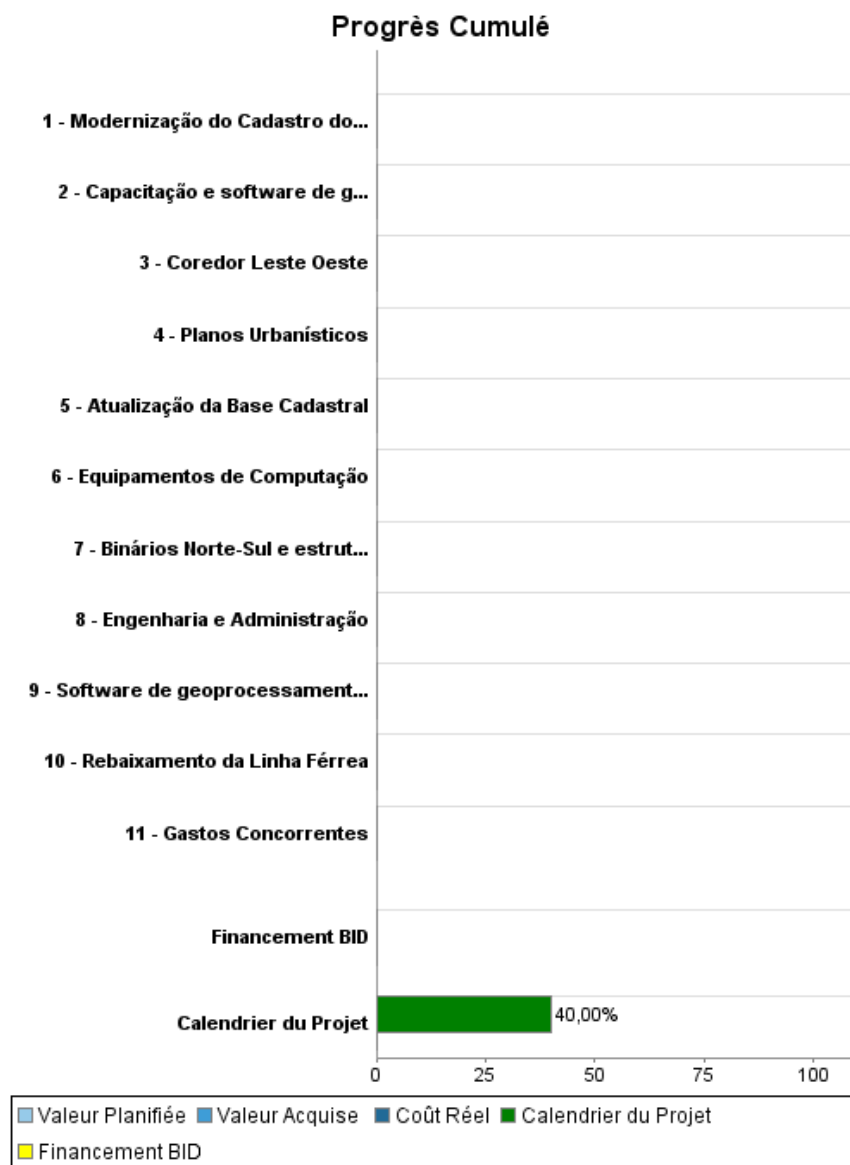 Progrès Cumulé
1 - Modernização do Cadastro do...
2 - Capacitação e software de g...
3 - Coredor Leste Oeste
4 - Planos Urbanísticos
5 - Atualização da Base Cadastral
6 - Equipamentos de Computação
7 - Binários Norte-Sul e estrut...
8 - Engenharia e Administração
9 - Software de geoprocessament...
10 - Rebaixamento da Linha Férrea
11 - Gastos Concorrentes
Financement BID
Calendrier du Projet 40,00%
0 25 50 75 100
Valeur Planifiée Valeur Acquise Coût Réel Calendrier du Projet
Financement BID